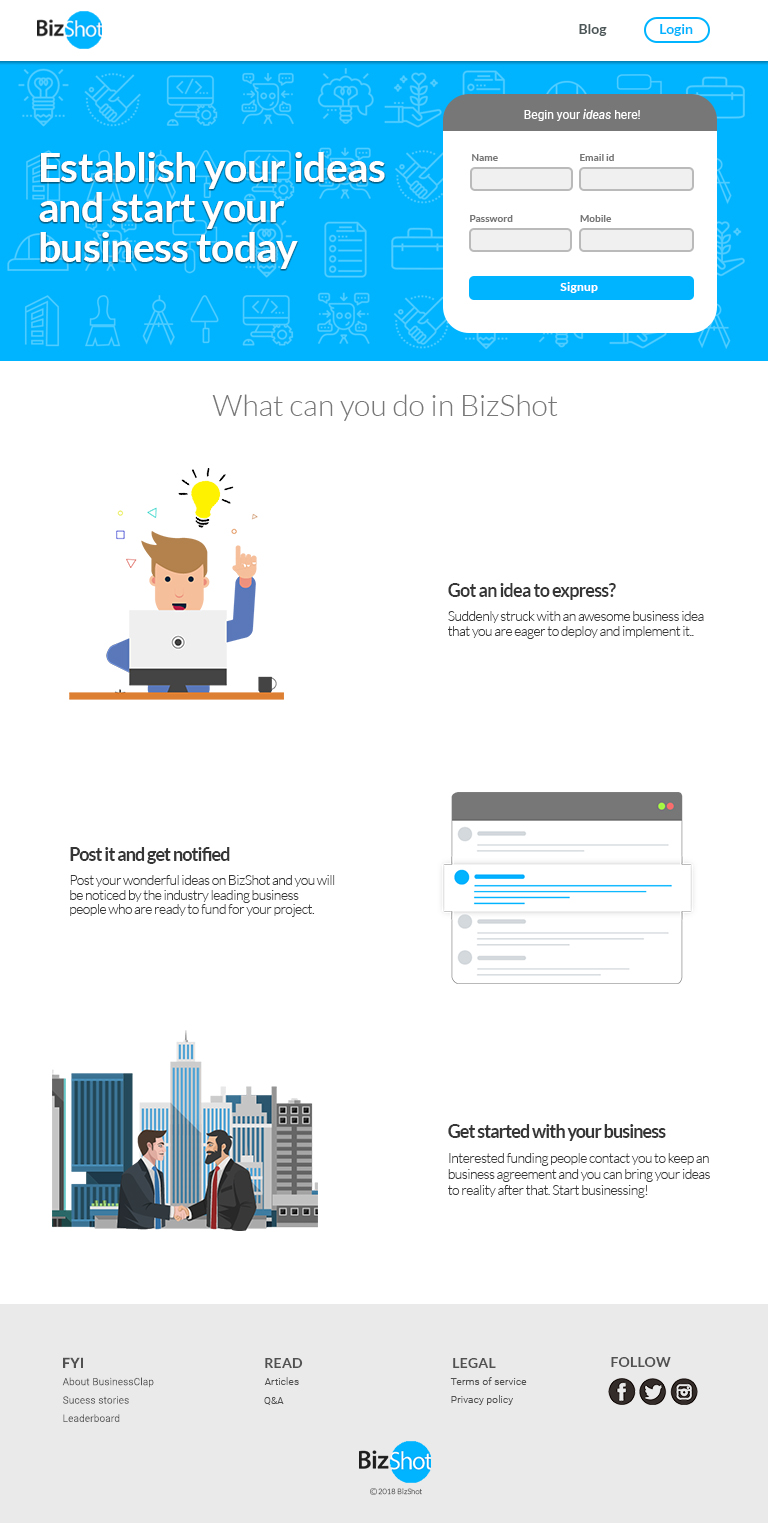 BizShot
Blog
Login
Establish your ideas
and start your
business today
Begin your ideas here!
Name
Email id
Password
Mobile
Signup
What can you do in BizShot
Got an idea to express?
Suddenly struck with an awesome business idea
that you are eager to deploy and implement it..
Post it and get notified
Post your wonderful ideas on BizShot and you will
be noticed by the industry leading business
people who are ready to fund for your project.
Get started with your business
Interested funding people contact you to keep an
business agreement and you can bring your ideas
to reality after that. Start businessing!
FYI
About BusinessClap
Sucess stories
Leaderboard
READ
Articles
Q&A
LEGAL
Terms of service
Privacy policy
FOLLOW
BizShot
© 2018 BizShot